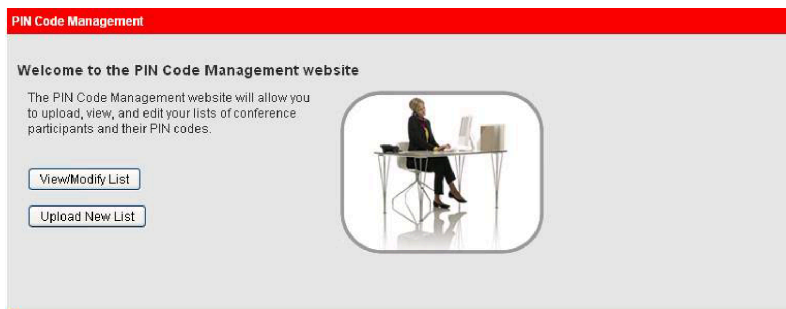 PIN Code Management
Welcome to the PIN Code Management website
The PIN Code Management website will allow you
to upload, view, and edit your lists of conference
participants and their PIN codes.
View/Modify List
Upload New List